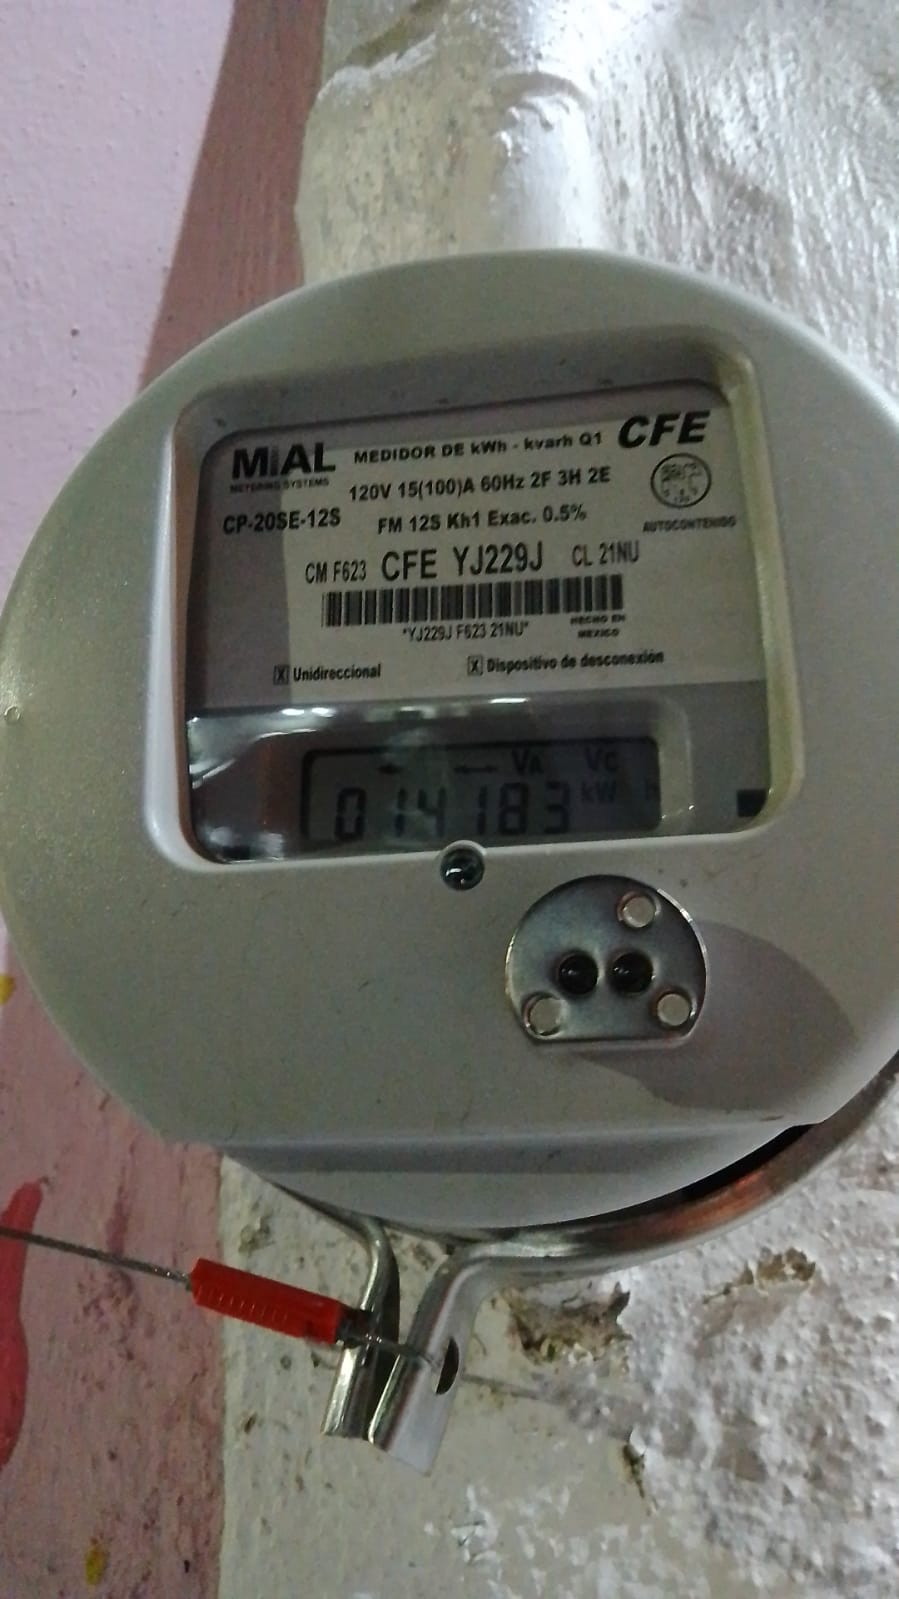 MiAL
METERING SYSTEMS
MEDIDOR DE kWh - kvarh Q1
CFE
120V 15(100)A 60Hz 2F 3H 2E
CP-20SE-12S
FM 12S Kh1 Exac. 0.5%
AUTOCONTENIDO
CM F623 CFE YJ229J CL 21NU
*YJ229J F623 21NU*
HECHO EN
MEXICO
X Unidireccional
X Dispositivo de desconexión
VA VC
014183 kW h